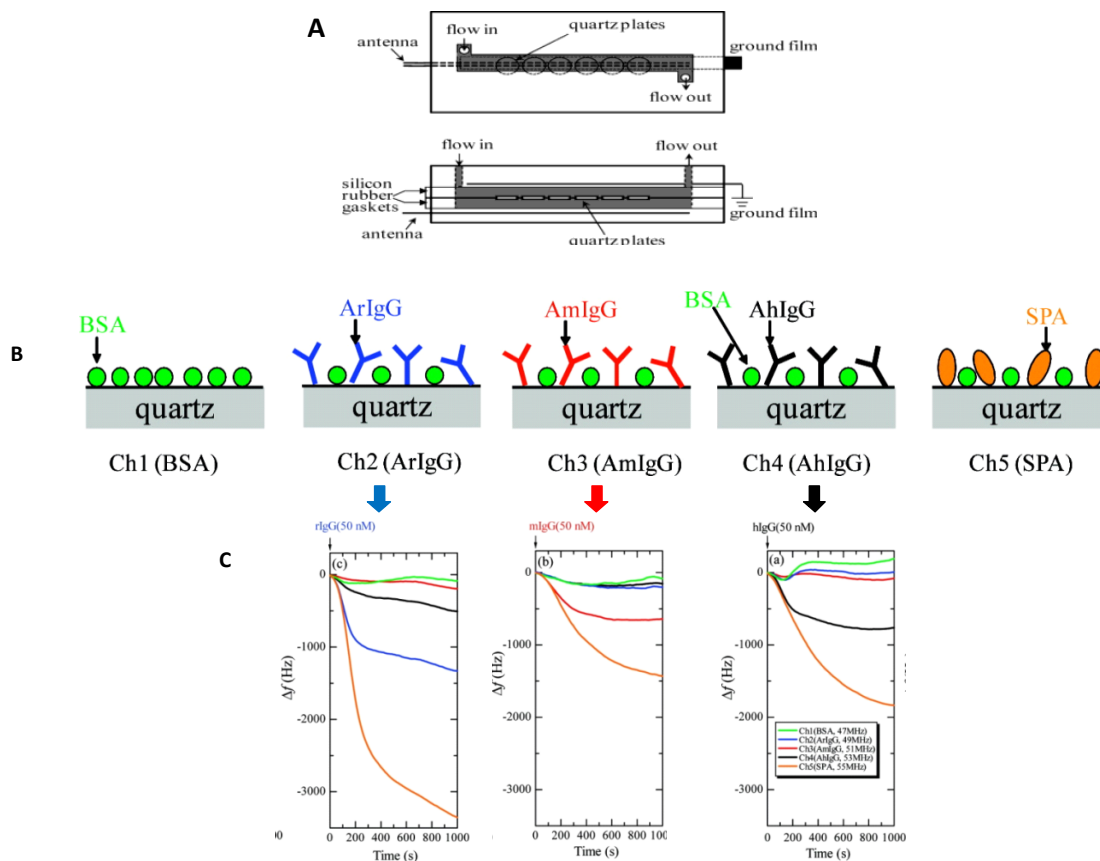 A
flow in
quartz plates
antenna
ground film
flow out
flow in
flow out
silicon
rubber
gaskets
ground film
antenna
quartz plates
B
BSA
ArIgG
AmIgG
BSA
AhIgG
SPA
quartz
quartz
quartz
quartz
quartz
Ch1 (BSA)
Ch2 (ArIgG)
Ch3 (AmIgG)
Ch4 (AhIgG)
Ch5 (SPA)
C
rIgG(50 nM)
(c)
0
-1000
-2000
-3000
Δf (Hz)
0 200 400 600 800 1000
Time (s)
mIgG(50 nM)
(b)
0
-1000
-2000
-3000
Δf (Hz)
0 200 400 600 800 1000
Time (s)
hIgG(50 nM)
(a)
0
-1000
-2000
-3000
Δf (Hz)
Ch1(BSA, 47MHz)
Ch2(ArIgG, 49MHz)
Ch3(AmIgG, 51MHz)
Ch4(AhIgG, 53MHz)
Ch5(SPA, 55MHz)
0 200 400 600 800 1000
Time (s)